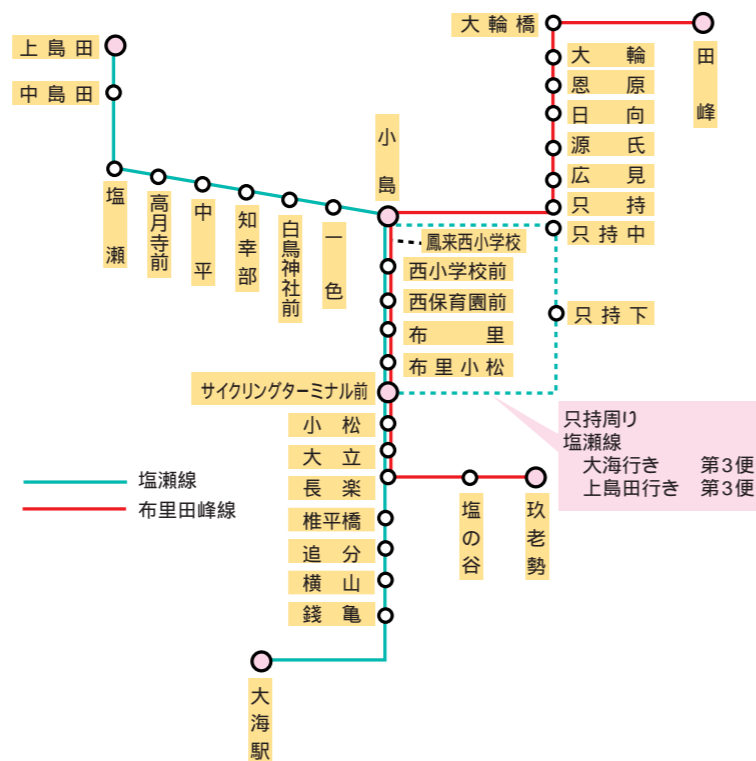 上島田
中島田
塩瀬
高月寺前
中平
知幸部
白鳥神社前
一色
小島
大輪橋
田峰
大輪
恩原
日向
源氏
広見
只持
只持中
只持下
鳳来西小学校
西小学校前
西保育園前
布里
布里小松
サイクリングターミナル前
小松
大立
長楽
椎平橋
追分
横山
銭亀
大海駅
塩の谷
玖老勢
塩瀬線
布里田峰線
只持周り
塩瀬線
大海行き 第3便
上島田行き 第3便